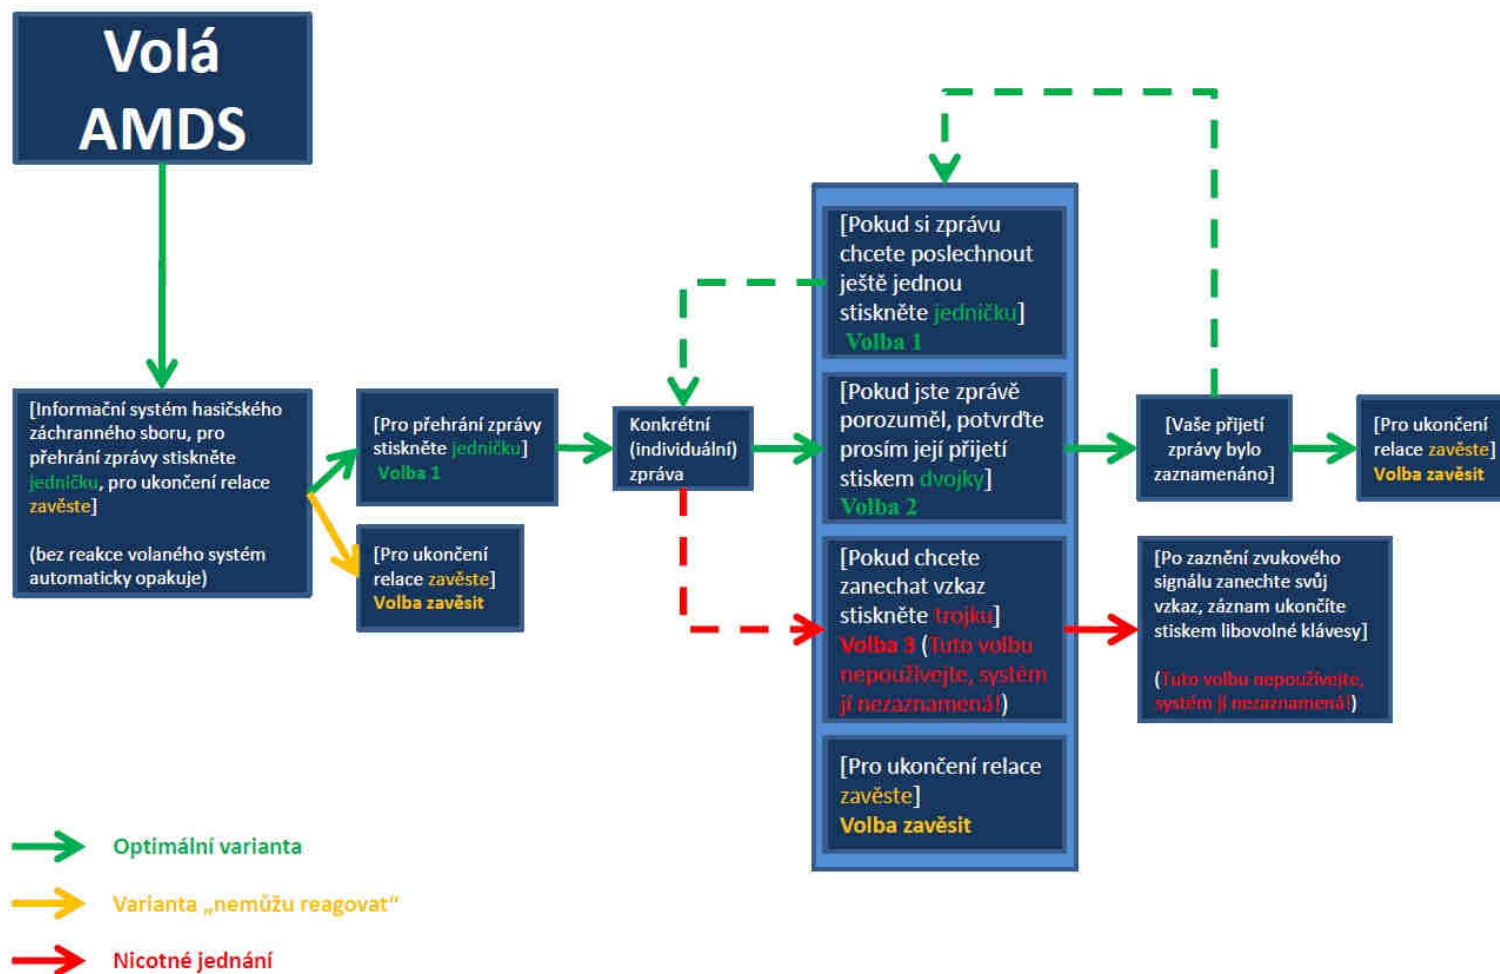 Volá
AMDS
[Informační systém hasičského
záchranného sboru, pro
přehrání zprávy stiskněte
jedničku, pro ukončení relace
zavěste]
(bez reakce volaného systém
automaticky opakuje)
[Pro přehrání zprávy
stiskněte jedničku]
Volba 1
[Pro ukončení
relace zavěste]
Volba zavěsit
Konkrétní
(individuální)
zpráva
[Pokud si zprávu
chcete poslechnout
ještě jednou
stiskněte jedničku]
Volba 1
[Pokud jste zprávě
porozuměl, potvrďte
prosím její přijetí
stiskem dvojky]
Volba 2
[Pokud chcete
zanechat vzkaz
stiskněte trojku]
Volba 3 (Tuto volbu
nepoužívejte, systém
jí nezaznamená!)
[Pro ukončení relace
zavěste]
Volba zavěsit
[Vaše přijetí
zprávy bylo
zaznamenáno]
[Pro ukončení
relace zavěste]
Volba zavěsit
[Po zaznění zvukového
signálu zanechte svůj
vzkaz, záznam ukončíte
stiskem libovolné klávesy]
(Tuto volbu nepoužívejte,
systém jí nezaznamená!)
Optimální varianta
Varianta „nemůžu reagovat“
Nicotné jednání